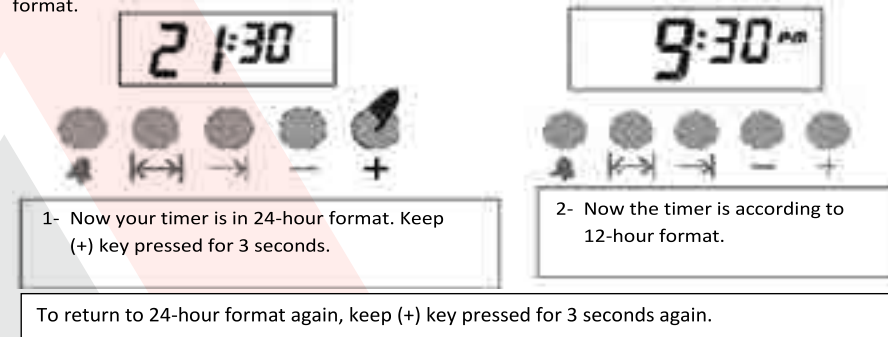 format.
21:30
9:30 pm
- +
- +
1- Now your timer is in 24-hour format. Keep
(+) key pressed for 3 seconds.
2- Now the timer is according to
12-hour format.
To return to 24-hour format again, keep (+) key pressed for 3 seconds again.